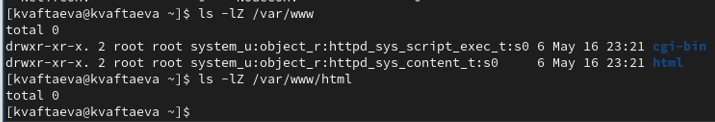 [kvaftaeva@kvaftaeva ~]$ ls -lZ /var/www
total 0
drwxr-xr-x. 2 root root system_u:object_r:httpd_sys_script_exec_t:s0 6 May 16 23:21 cgi-bin
drwxr-xr-x. 2 root root system_u:object_r:httpd_sys_content_t:s0     6 May 16 23:21 html
[kvaftaeva@kvaftaeva ~]$ ls -lZ /var/www/html
total 0
[kvaftaeva@kvaftaeva ~]$